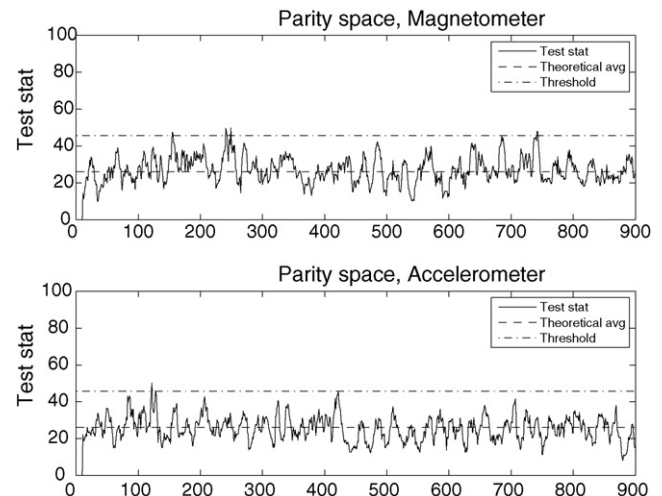 Parity space, Magnetometer
Test stat
100
80
60
40
20
0
Test stat
Theoretical avg
Threshold
0 100 200 300 400 500 600 700 800 900
Parity space, Accelerometer
Test stat
100
80
60
40
20
0
Test stat
Theoretical avg
Threshold
0 100 200 300 400 500 600 700 800 900